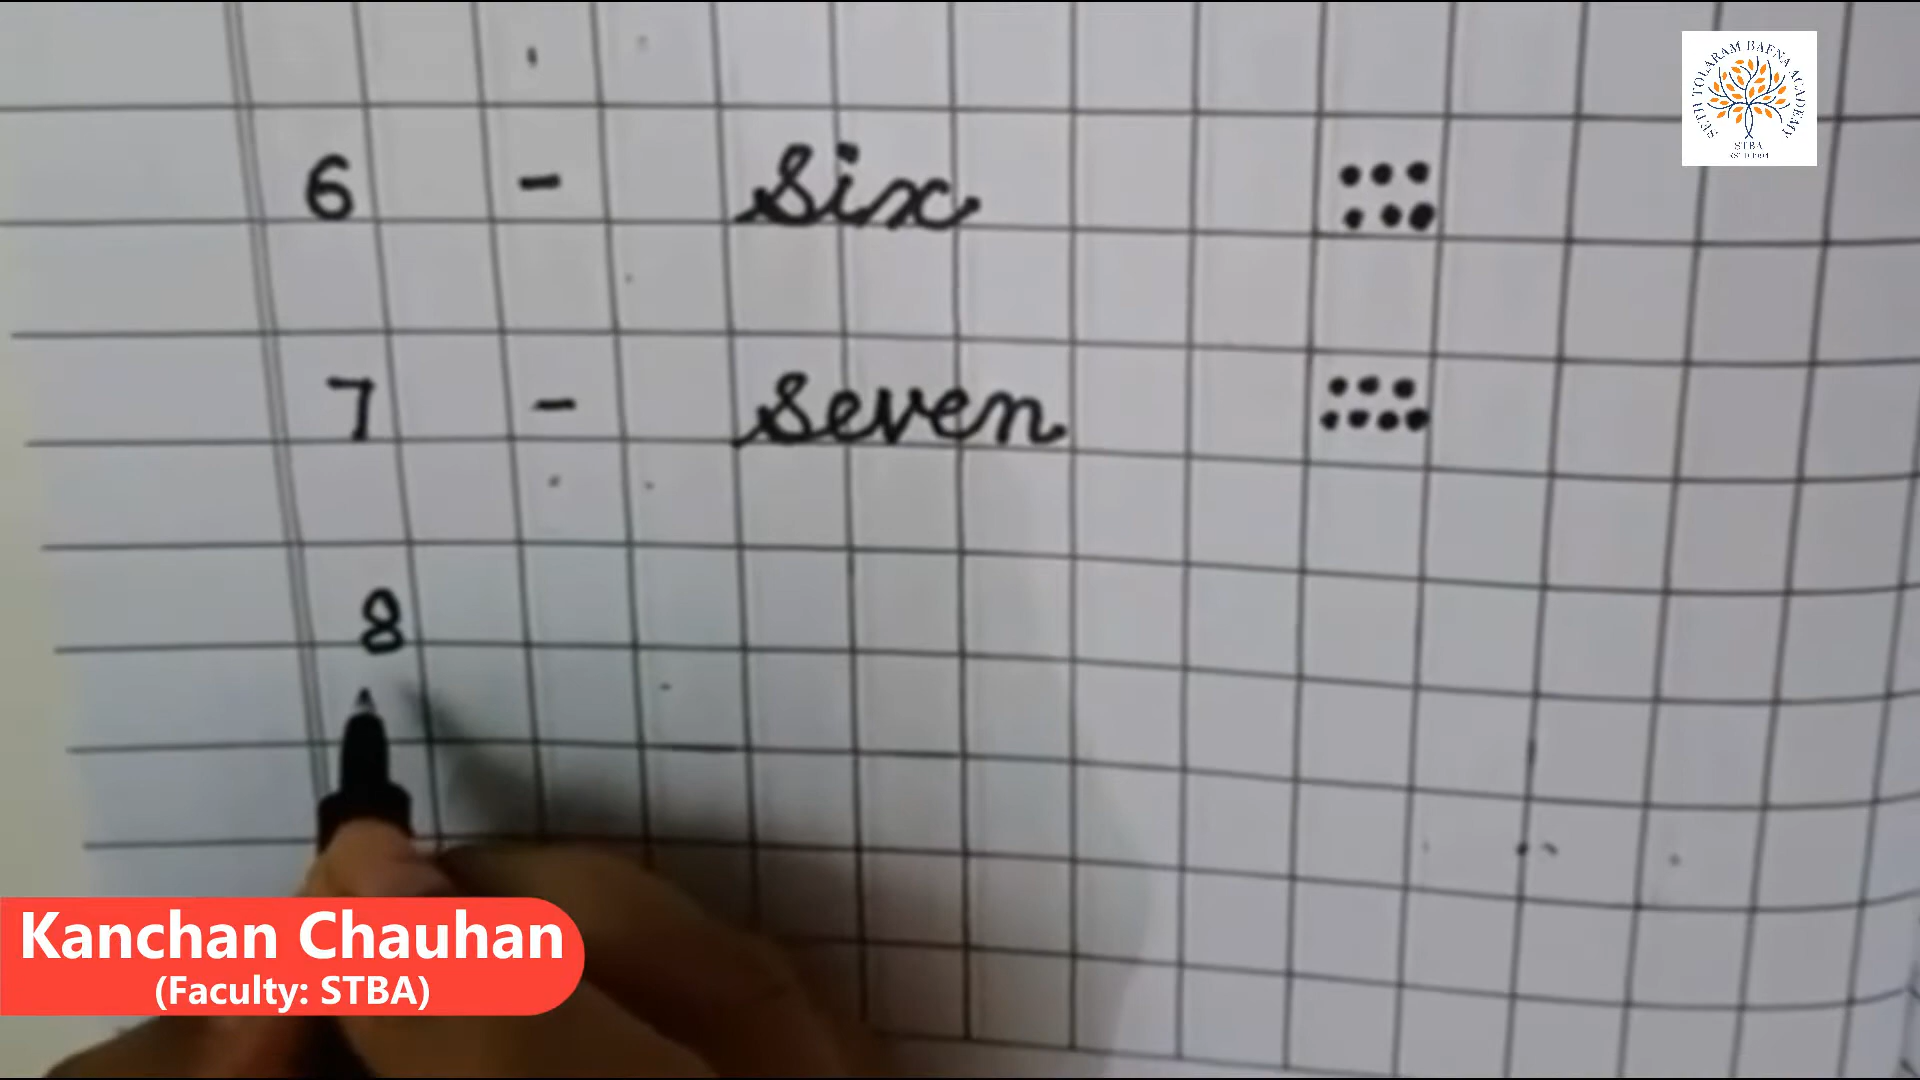 SETH TOLARAM BAFNA ACADEMY
STBA
6 - six
7 - seven
8
Kanchan Chauhan
(Faculty: STBA)